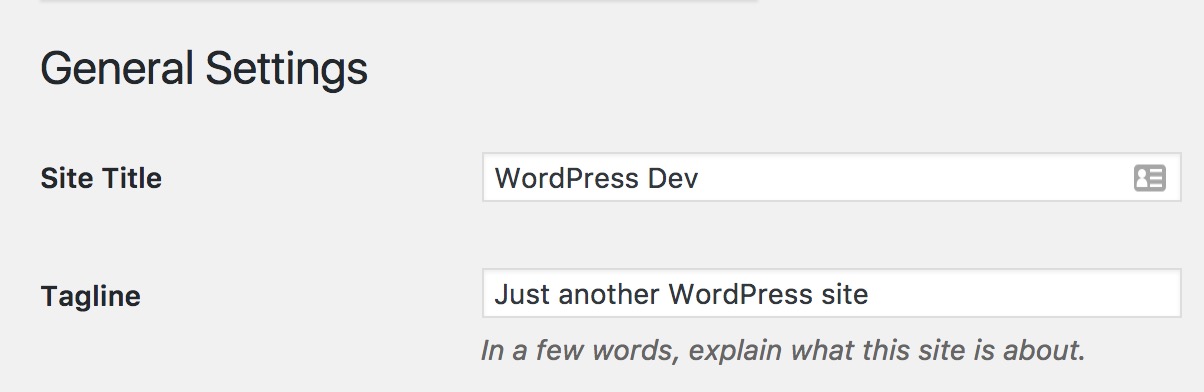 General Settings
Site Title
WordPress Dev
Tagline
Just another WordPress site
In a few words, explain what this site is about.